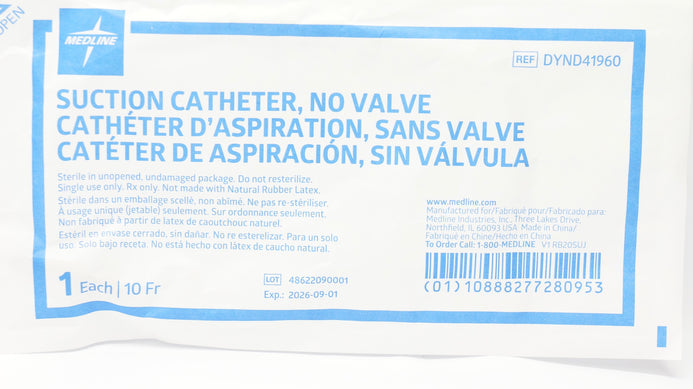 OPEN
MEDLINE
REF DYND41960
SUCTION CATHETER, NO VALVE
CATHÉTER D'ASPIRATION, SANS VALVE
CATÉTER DE ASPIRACIÓN, SIN VÁLVULA
Sterile in unopened, undamaged package. Do not resterilize.
Single use only. Rx only. Not made with Natural Rubber Latex.
Stérile dans un emballage scellé, non abîmé. Ne pas re-stériliser.
À usage unique (jetable) seulement. Sur ordonnance seulement.
Non fabriqué à partir de latex de caoutchouc naturel.
Estéril en envase cerrado, sin dañar. No re esterelizar. Para un solo
uso. Solo bajo receta. No está hecho con látex de caucho natural.
www.medline.com
Manufactured for/Fabriqué pour/Fabricado para:
Medline Industries, Inc., Three Lakes Drive,
Northfield, IL 60093 USA Made in China/
Fabriqué en Chine/Hecho en China
To Order Call: 1-800-MEDLINE V1 RB20SUJ
1 Each | 10 Fr
LOT 48622090001
Exp.: 2026-09-01
(01)10888277280953